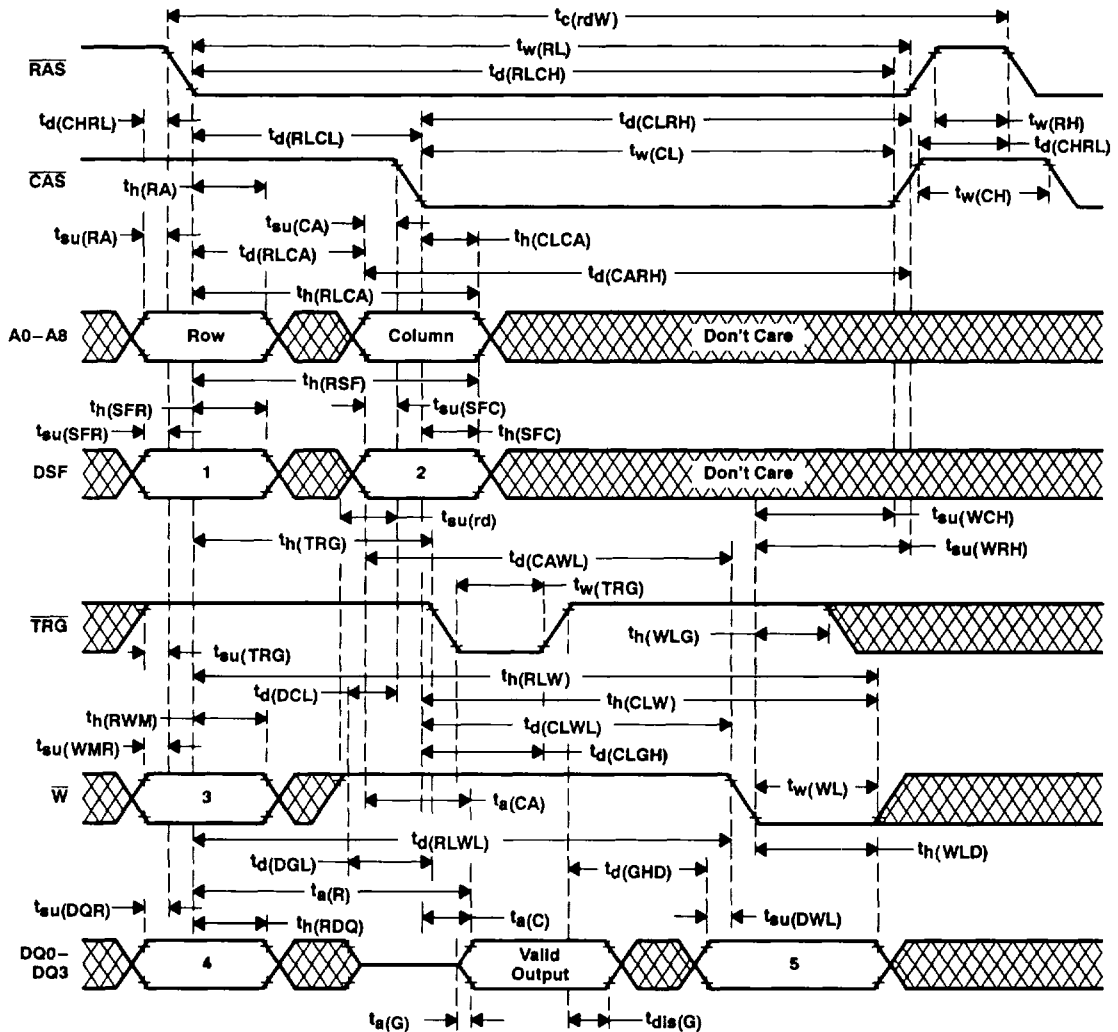 tc(rdW)
tw(RL)
RAS
td(RLCH)
td(CHRL)
td(RLCL)
td(CLRH)
tw(RH)
tw(CL)
td(CHRL)
CAS
th(RA)
tw(CH)
tsu(CA)
tsu(RA)
th(CLCA)
td(RLCA)
td(CARH)
th(RLCA)
A0–A8
Row
Column
Don't Care
th(RSF)
th(SFR)
tsu(SFC)
tsu(SFR)
th(SFC)
DSF
1
2
Don't Care
tsu(rd)
tsu(WCH)
th(TRG)
tsu(WRH)
td(CAWL)
tw(TRG)
TRG
th(WLG)
tsu(TRG)
th(RLW)
td(DCL)
th(CLW)
th(RWM)
td(CLWL)
tsu(WMR)
td(CLGH)
W
3
tw(WL)
ta(CA)
td(RLWL)
th(WLD)
td(DGL)
td(GHD)
ta(R)
tsu(DQR)
th(RDQ)
ta(C)
tsu(DWL)
DQ0–
DQ3
4
Valid
Output
5
ta(G)
tdis(G)